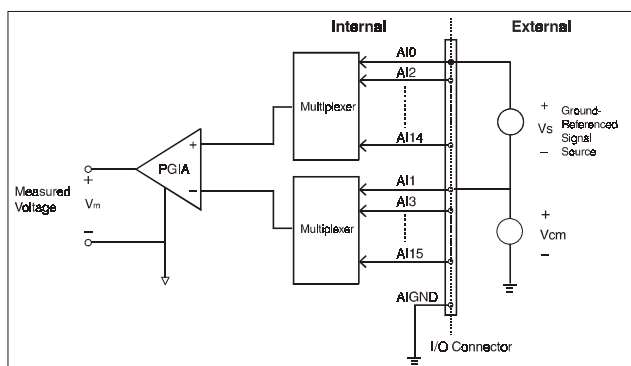 Internal
External
AI0
AI2
Multiplexer
AI14
+
PGIA
−
Measured
Voltage
+
Vm
−
AI1
AI3
Multiplexer
AI15
AIGND
I/O Connector
+
Vs
−
Ground-
Referenced
Signal
Source
+
Vcm
−